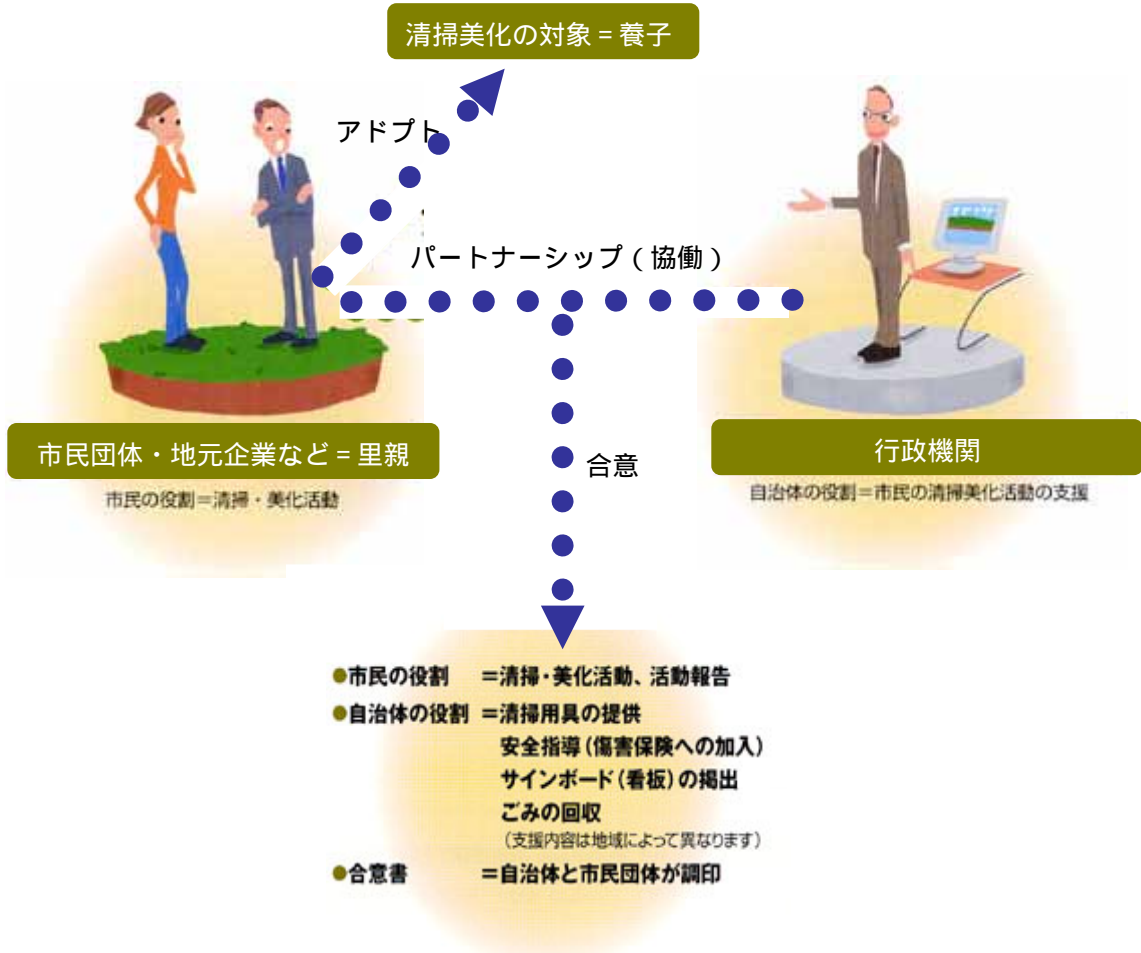 清掃美化の対象 = 養子
アドプト
パートナーシップ ( 協働 )
市民団体・地元企業など = 里親
市民の役割＝清掃・美化活動
行政機関
自治体の役割＝市民の清掃美化活動の支援
合意
●市民の役割 ＝清掃・美化活動、活動報告
●自治体の役割 ＝清掃用具の提供
安全指導（傷害保険への加入）
サインボード（看板）の掲出
ごみの回収
（支援内容は地域によって異なります）
●合意書 ＝自治体と市民団体が調印